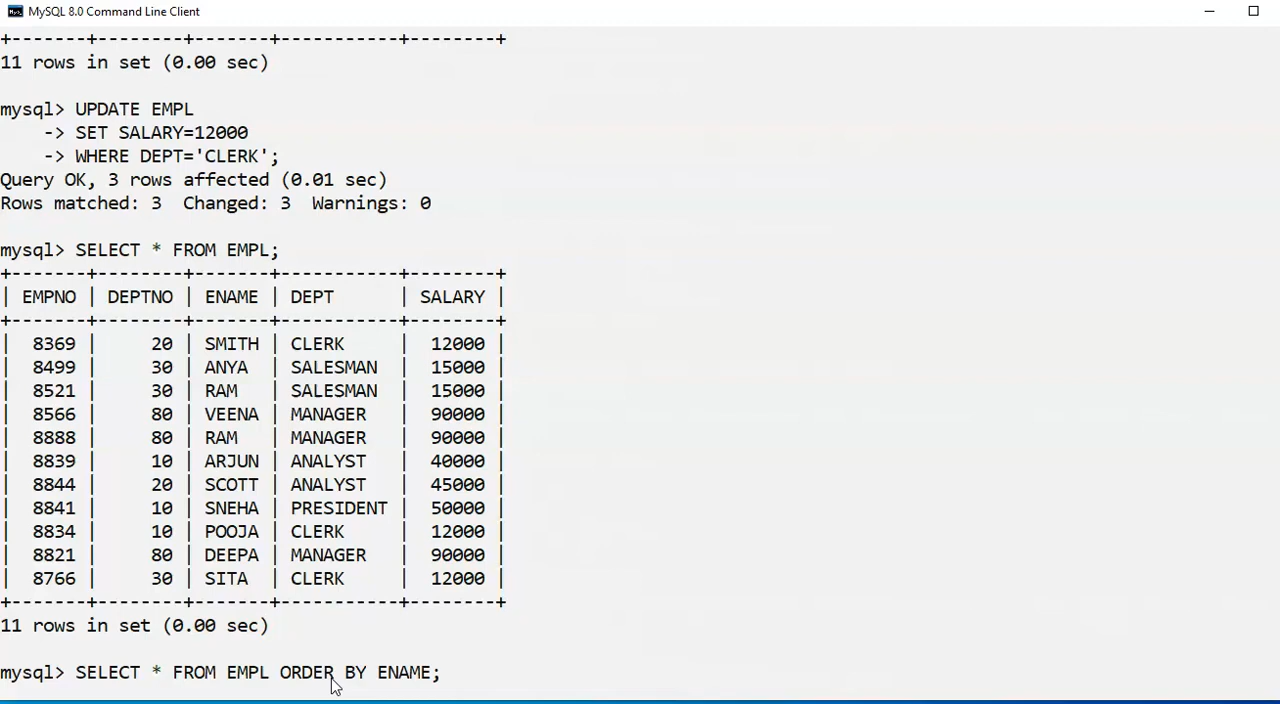 MySQL 8.0 Command Line Client
+-------+--------+-------+-----------+--------+
11 rows in set (0.00 sec)
mysql> UPDATE EMPL
    -> SET SALARY=12000
    -> WHERE DEPT='CLERK';
Query OK, 3 rows affected (0.01 sec)
Rows matched: 3  Changed: 3  Warnings: 0
mysql> SELECT * FROM EMPL;
+-------+--------+-------+-----------+--------+
| EMPNO | DEPTNO | ENAME | DEPT      | SALARY |
+-------+--------+-------+-----------+--------+
|  8369 |     20 | SMITH | CLERK     |  12000 |
|  8499 |     30 | ANYA  | SALESMAN  |  15000 |
|  8521 |     30 | RAM   | SALESMAN  |  15000 |
|  8566 |     80 | VEENA | MANAGER   |  90000 |
|  8888 |     80 | RAM   | MANAGER   |  90000 |
|  8839 |     10 | ARJUN | ANALYST   |  40000 |
|  8844 |     20 | SCOTT | ANALYST   |  45000 |
|  8841 |     10 | SNEHA | PRESIDENT |  50000 |
|  8834 |     10 | POOJA | CLERK     |  12000 |
|  8821 |     80 | DEEPA | MANAGER   |  90000 |
|  8766 |     30 | SITA  | CLERK     |  12000 |
+-------+--------+-------+-----------+--------+
11 rows in set (0.00 sec)
mysql> SELECT * FROM EMPL ORDER BY ENAME;